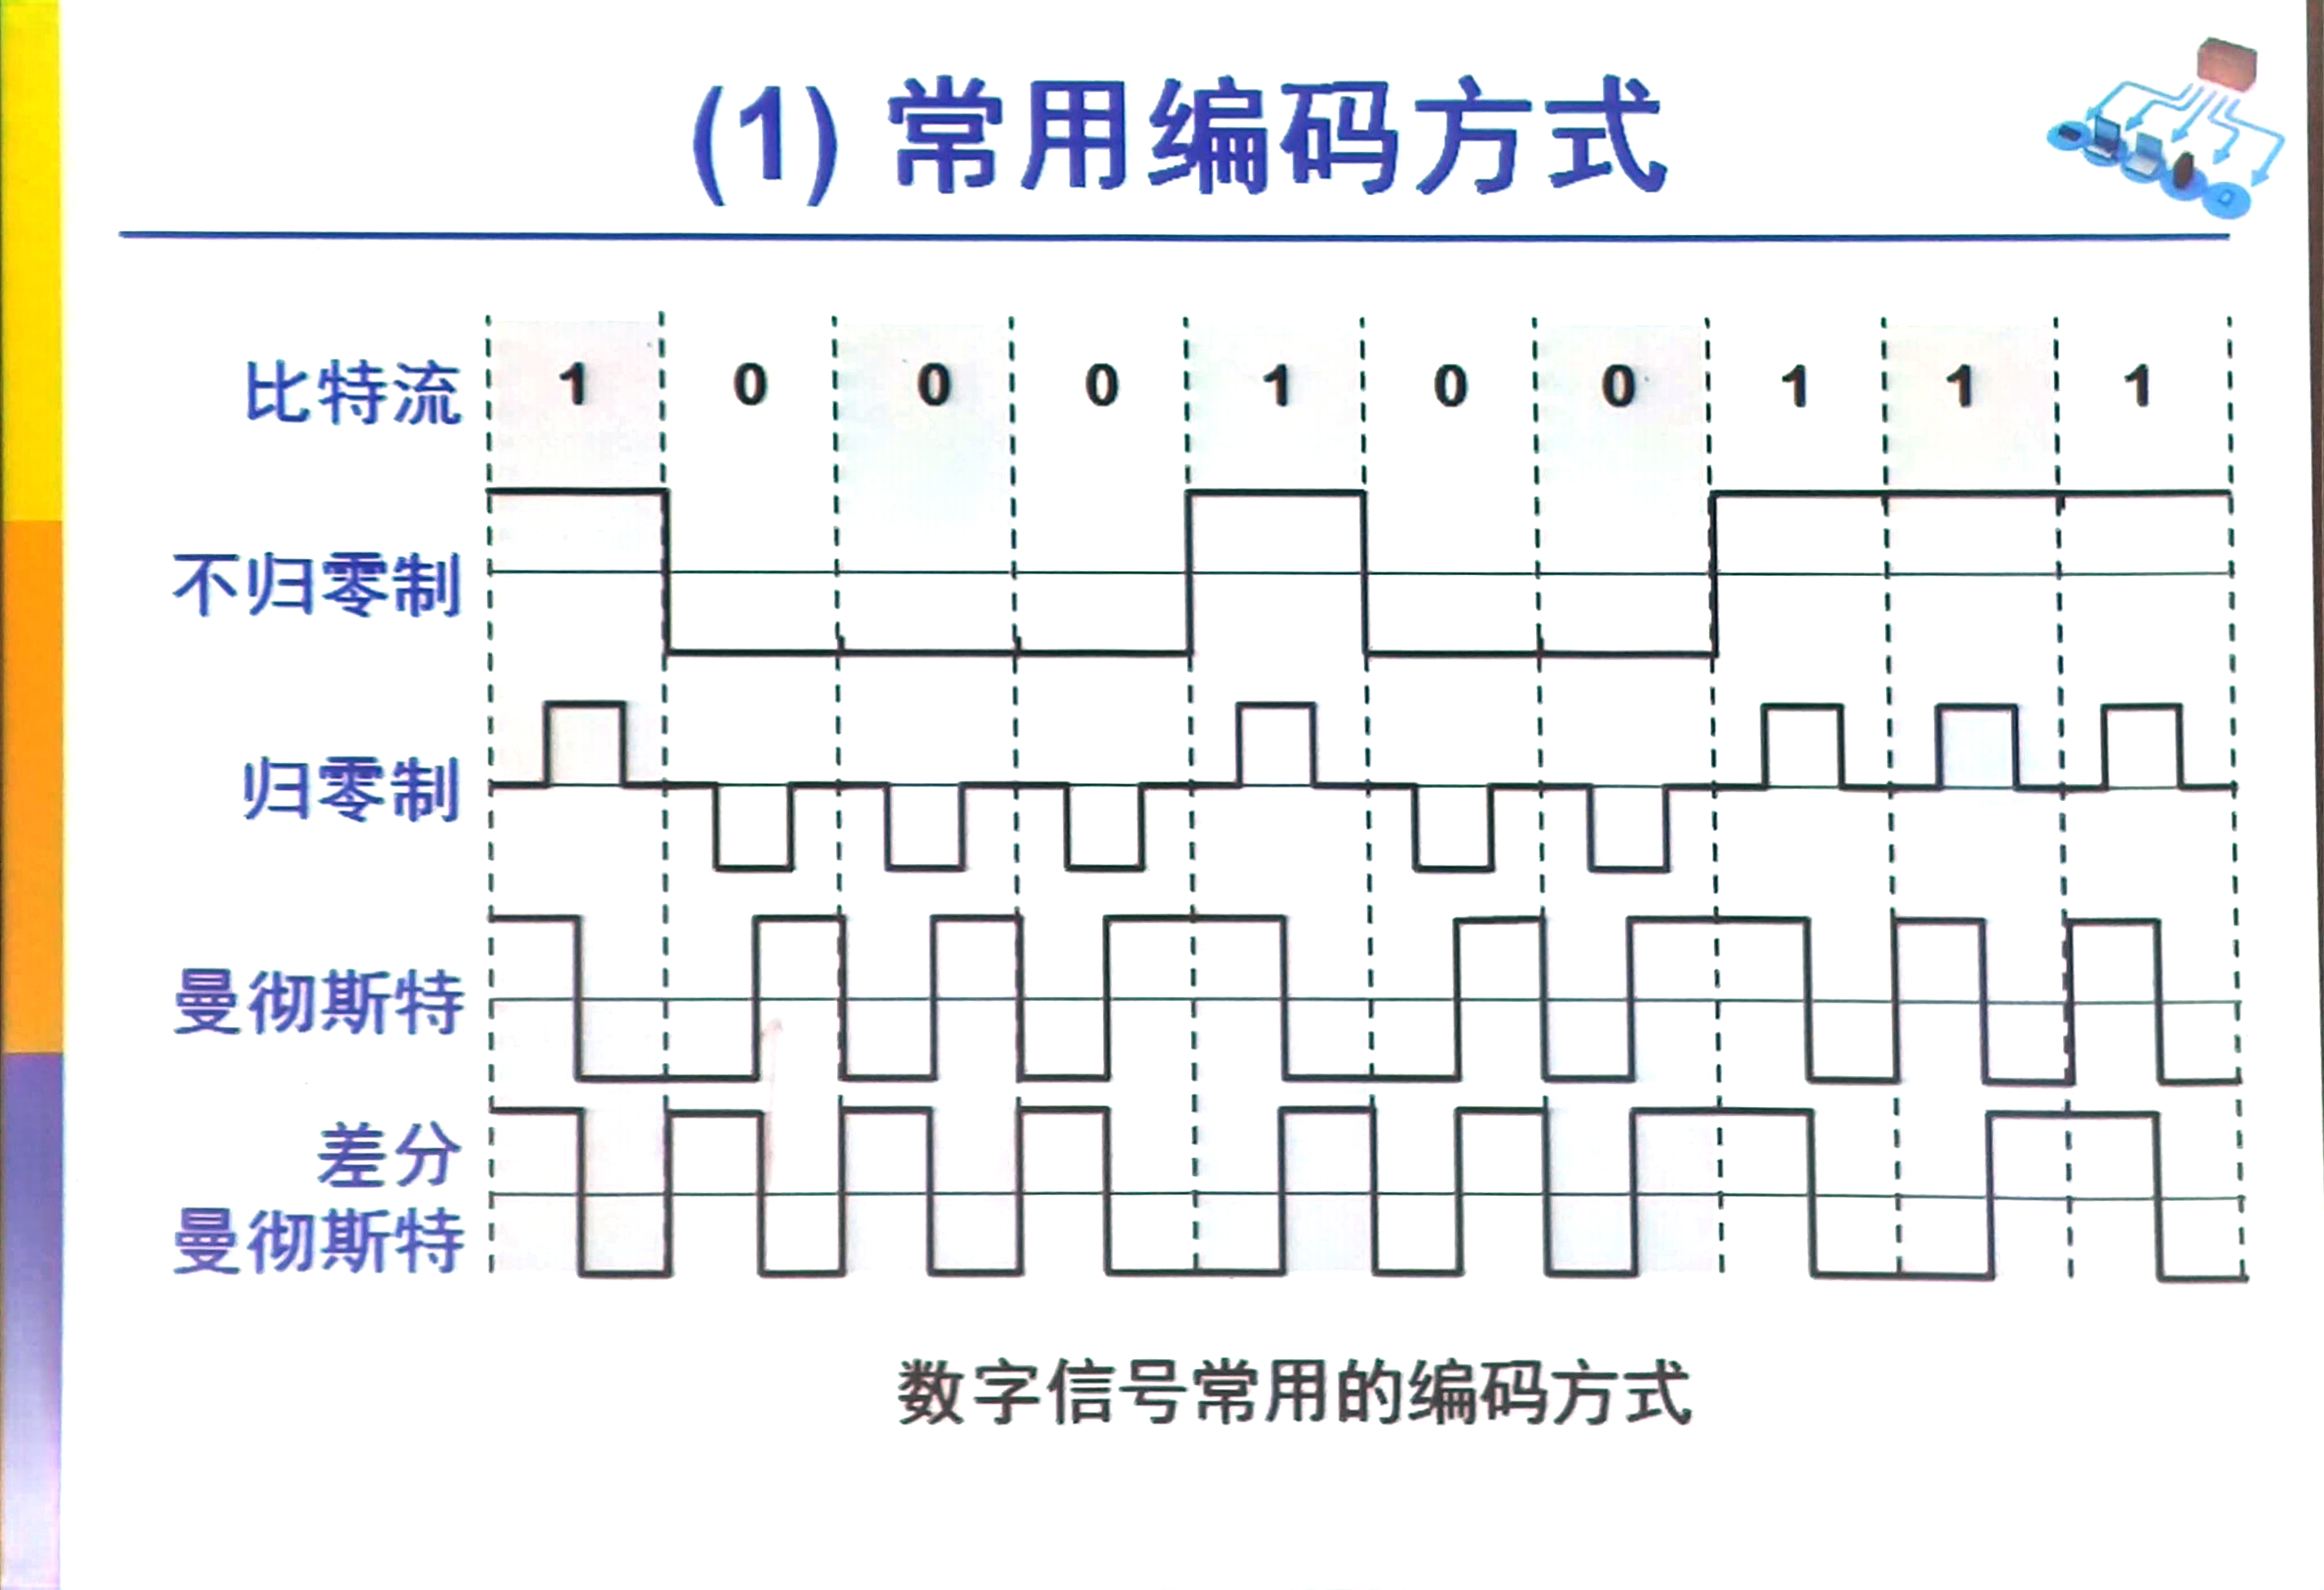 (1) 常用编码方式
比特流 1 0 0 0 1 0 0 1 1 1
不归零制
归零制
曼彻斯特
差分
曼彻斯特
数字信号常用的编码方式